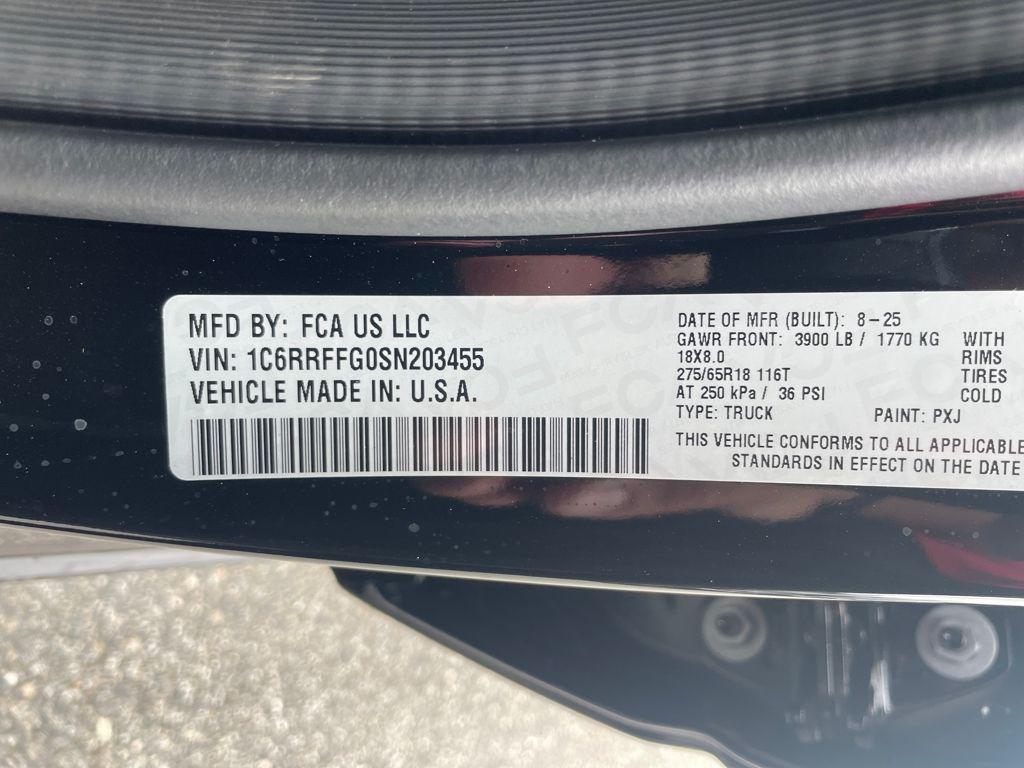 MFD BY: FCA US LLC
VIN: 1C6RRFFG0SN203455
VEHICLE MADE IN: U.S.A.
DATE OF MFR (BUILT): 8-25
GAWR FRONT: 3900 LB / 1770 KG WITH
18X8.0 RIMS
275/65R18 116T TIRES
AT 250 kPa / 36 PSI COLD
TYPE: TRUCK PAINT: PXJ
THIS VEHICLE CONFORMS TO ALL APPLICABLE
STANDARDS IN EFFECT ON THE DATE